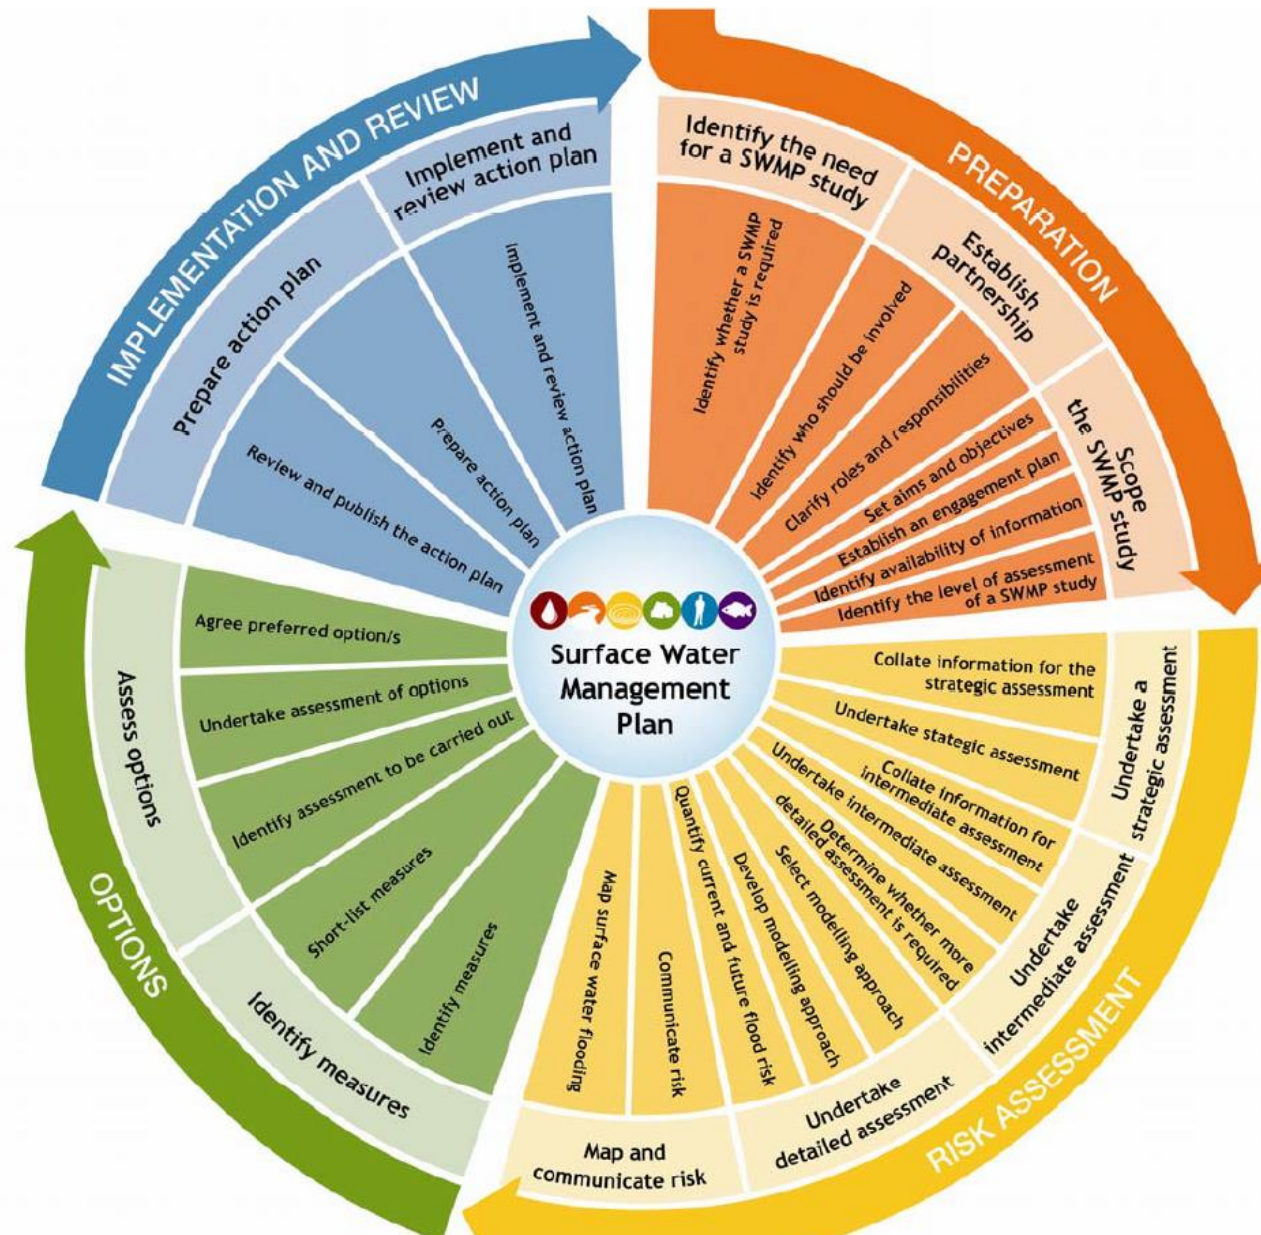 PREPARATION
Identify the need
for a SWMP study
Identify whether a SWMP
study is required
Establish
partnership
Identify who should be involved
Clarify roles and responsibilities
Scope
the SWMP study
Set aims and objectives
Establish an engagement plan
Identify availability of information
Identify the level of assessment
of a SWMP study
RISK ASSESSMENT
Undertake a
strategic assessment
Collate information for the
strategic assessment
Undertake stategic assessment
Undertake
intermediate assessment
Collate information for
intermediate assessment
Undertake intermediate assessment
Determine whether more
detailed assessment is required
Undertake
detailed assessment
Select modelling approach
Develop modelling approach
Quantify current and future flood risk
Map and
communicate risk
Communicate risk
Map surface water flooding
OPTIONS
Identify measures
Identify measures
Short-list measures
Assess options
Identify assessment to be carried out
Undertake assessment of options
Agree preferred option/s
IMPLEMENTATION AND REVIEW
Prepare action plan
Review and publish the action plan
Prepare action plan
Implement and
review action plan
Implement and review action plan
Surface Water
Management
Plan